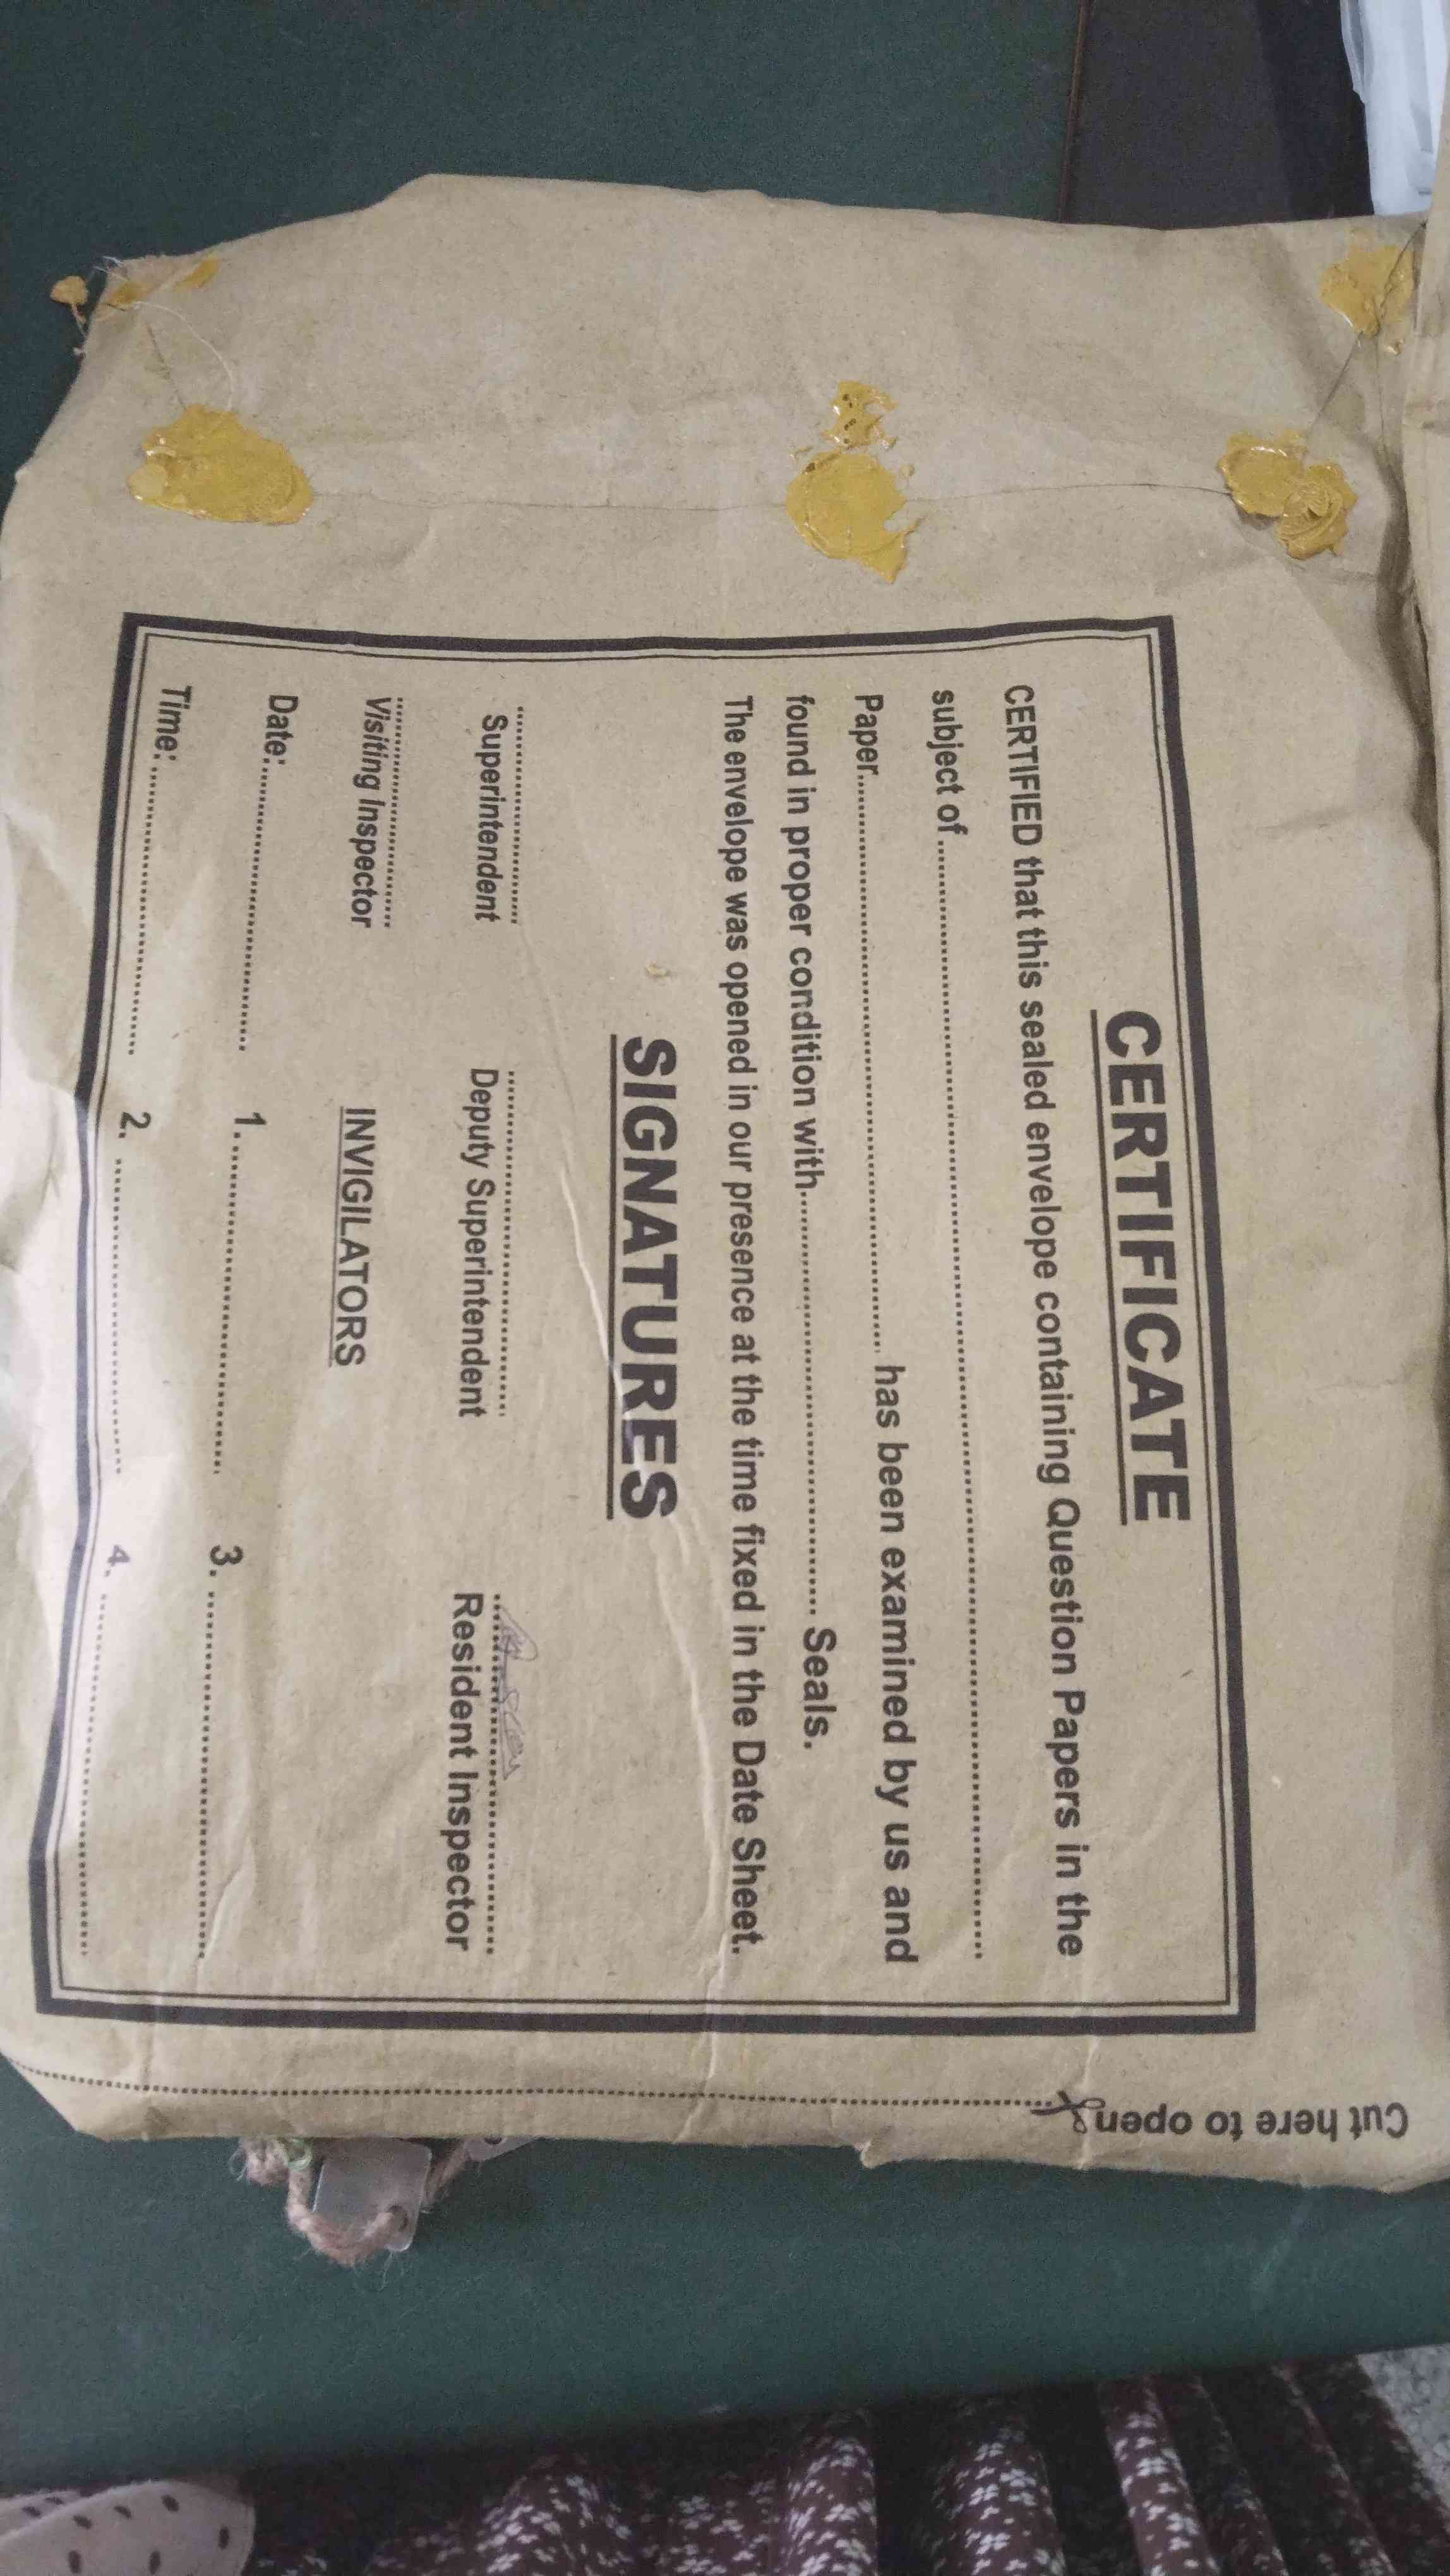 CERTIFICATE
CERTIFIED that this sealed envelope containing Question Papers in the
subject of ........................................
Paper........................................ has been examined by us and
found in proper condition with........................................ Seals.
The envelope was opened in our presence at the time fixed in the Date Sheet.
SIGNATURES
Superintendent Deputy Superintendent Resident Inspector
Visiting Inspector INVIGILATORS
Date:........................ 1......................... 3. .........................
Time:........................ 2. ......................... 4. .........................
Cut here to open